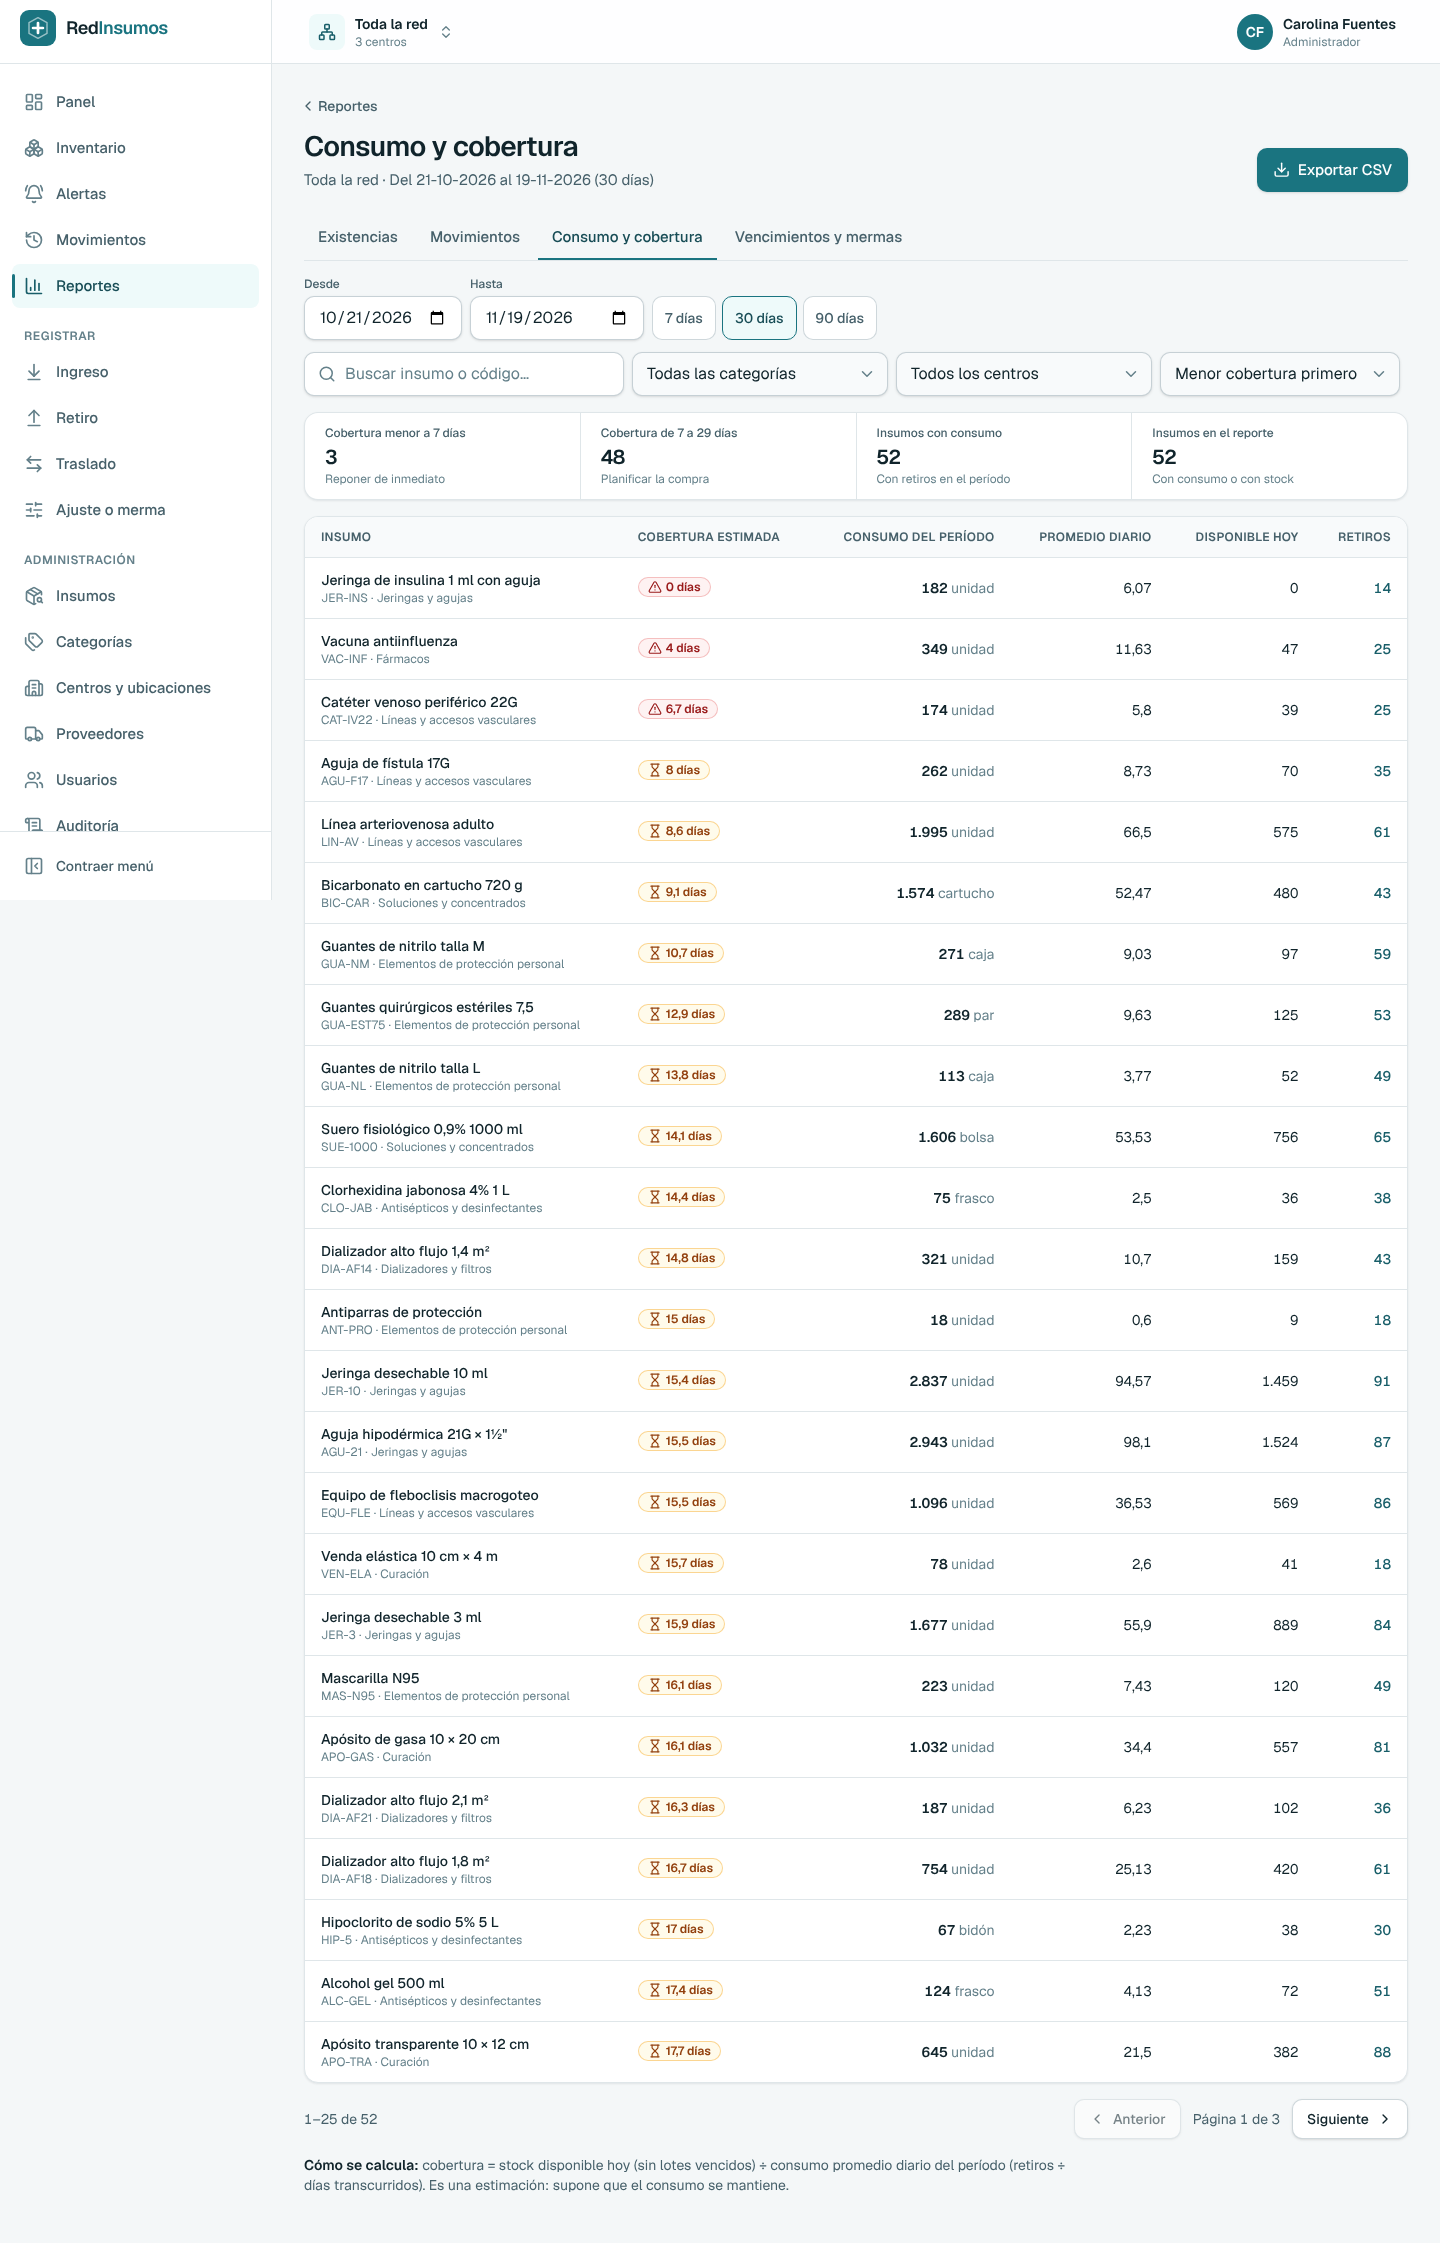 RedInsumos
Toda la red
3 centros
CF
Carolina Fuentes
Administrador
Panel
Inventario
Alertas
Movimientos
Reportes
REGISTRAR
Ingreso
Retiro
Traslado
Ajuste o merma
ADMINISTRACIÓN
Insumos
Categorías
Centros y ubicaciones
Proveedores
Usuarios
Auditoría
Contraer menú
Reportes
Consumo y cobertura
Toda la red · Del 21-10-2026 al 19-11-2026 (30 días)
Exportar CSV
Existencias Movimientos Consumo y cobertura Vencimientos y mermas
Desde Hasta
10/21/2026 11/19/2026 7 días 30 días 90 días
Buscar insumo o código... Todas las categorías Todos los centros Menor cobertura primero
Cobertura menor a 7 días Cobertura de 7 a 29 días Insumos con consumo Insumos en el reporte
3 48 52 52
Reponer de inmediato Planificar la compra Con retiros en el período Con consumo o con stock
INSUMO COBERTURA ESTIMADA CONSUMO DEL PERÍODO PROMEDIO DIARIO DISPONIBLE HOY RETIROS
Jeringa de insulina 1 ml con aguja 0 días 182 unidad 6,07 0 14
JER-INS · Jeringas y agujas
Vacuna antiinfluenza 4 días 349 unidad 11,63 47 25
VAC-INF · Fármacos
Catéter venoso periférico 22G 6,7 días 174 unidad 5,8 39 25
CAT-IV22 · Líneas y accesos vasculares
Aguja de fístula 17G 8 días 262 unidad 8,73 70 35
AGU-F17 · Líneas y accesos vasculares
Línea arteriovenosa adulto 8,6 días 1.995 unidad 66,5 575 61
LIN-AV · Líneas y accesos vasculares
Bicarbonato en cartucho 720 g 9,1 días 1.574 cartucho 52,47 480 43
BIC-CAR · Soluciones y concentrados
Guantes de nitrilo talla M 10,7 días 271 caja 9,03 97 59
GUA-NM · Elementos de protección personal
Guantes quirúrgicos estériles 7,5 12,9 días 289 par 9,63 125 53
GUA-EST75 · Elementos de protección personal
Guantes de nitrilo talla L 13,8 días 113 caja 3,77 52 49
GUA-NL · Elementos de protección personal
Suero fisiológico 0,9% 1000 ml 14,1 días 1.606 bolsa 53,53 756 65
SUE-1000 · Soluciones y concentrados
Clorhexidina jabonosa 4% 1 L 14,4 días 75 frasco 2,5 36 38
CLO-JAB · Antisépticos y desinfectantes
Dializador alto flujo 1,4 m² 14,8 días 321 unidad 10,7 159 43
DIA-AF14 · Dializadores y filtros
Antiparras de protección 15 días 18 unidad 0,6 9 18
ANT-PRO · Elementos de protección personal
Jeringa desechable 10 ml 15,4 días 2.837 unidad 94,57 1.459 91
JER-10 · Jeringas y agujas
Aguja hipodérmica 21G × 1½" 15,5 días 2.943 unidad 98,1 1.524 87
AGU-21 · Jeringas y agujas
Equipo de fleboclisis macrogoteo 15,5 días 1.096 unidad 36,53 569 86
EQU-FLE · Líneas y accesos vasculares
Venda elástica 10 cm × 4 m 15,7 días 78 unidad 2,6 41 18
VEN-ELA · Curación
Jeringa desechable 3 ml 15,9 días 1.677 unidad 55,9 889 84
JER-3 · Jeringas y agujas
Mascarilla N95 16,1 días 223 unidad 7,43 120 49
MAS-N95 · Elementos de protección personal
Apósito de gasa 10 × 20 cm 16,1 días 1.032 unidad 34,4 557 81
APO-GAS · Curación
Dializador alto flujo 2,1 m² 16,3 días 187 unidad 6,23 102 36
DIA-AF21 · Dializadores y filtros
Dializador alto flujo 1,8 m² 16,7 días 754 unidad 25,13 420 61
DIA-AF18 · Dializadores y filtros
Hipoclorito de sodio 5% 5 L 17 días 67 bidón 2,23 38 30
HIP-5 · Antisépticos y desinfectantes
Alcohol gel 500 ml 17,4 días 124 frasco 4,13 72 51
ALC-GEL · Antisépticos y desinfectantes
Apósito transparente 10 × 12 cm 17,7 días 645 unidad 21,5 382 88
APO-TRA · Curación
1–25 de 52 Anterior Página 1 de 3 Siguiente
Cómo se calcula: cobertura = stock disponible hoy (sin lotes vencidos) ÷ consumo promedio diario del período (retiros ÷
días transcurridos). Es una estimación: supone que el consumo se mantiene.